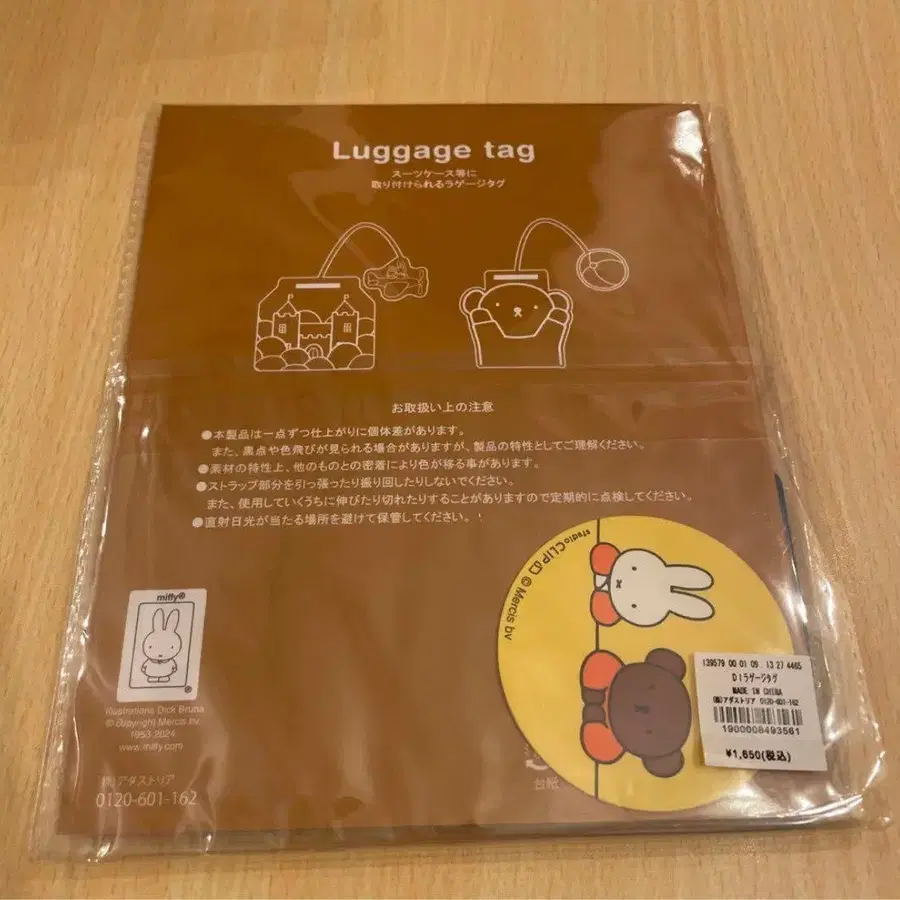 Luggage tag
スーツケース等に
取り付けられるラゲージタグ
お取扱い上の注意
●本製品は一点ずつ仕上がりに個体差があります。
また、黒点や色飛びが見られる場合がありますが、製品の特性としてご理解ください。
●素材の特性上、他のものとの密着により色が移る事があります。
●ストラップ部分を引っ張ったり振り回したりしないでください。
また、使用していくうちに伸びたり切れたりすることがありますので定期的に点検してください。
●直射日光が当たる場所を避けて保管してください。
studio CLIP © Mercis bv
miffy®
Illustrations Dick Bruna
© copyright Mercis bv,
1953-2024
www.miffy.com
(株)アダストリア
0120-601-162
台紙
139579 00 01 09 13 27 4465
D I ラゲージタグ
MADE IN CHINA
(株)アダストリア 0120-601-162
1900008493561
¥1,650(税込)